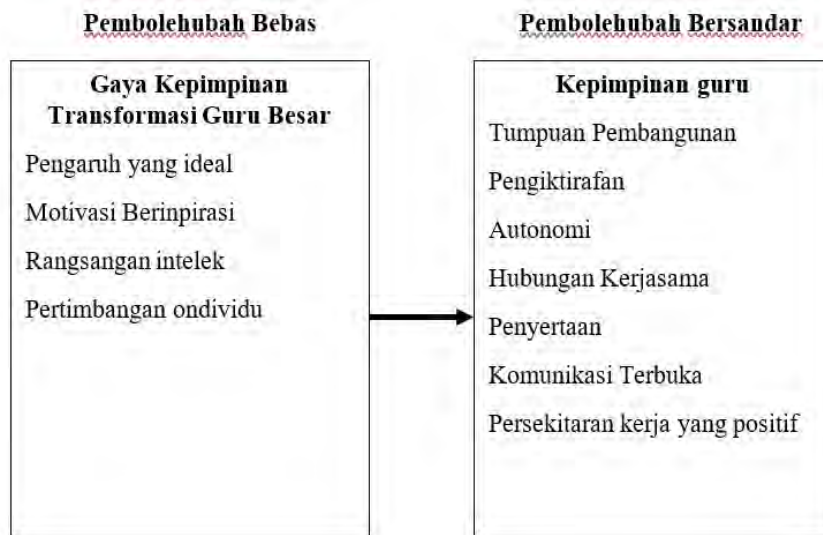 Pembolehubah Bebas
Gaya Kepimpinan
Transformasi Guru Besar
Pengaruh yang ideal
Motivasi Berinpirasi
Rangsangan intelek
Pertimbangan ondividu
Pembolehubah Bersandar
Kepimpinan guru
Tumpuan Pembangunan
Pengiktirafan
Autonomi
Hubungan Kerjasama
Penyertaan
Komunikasi Terbuka
Persekitaran kerja yang positif